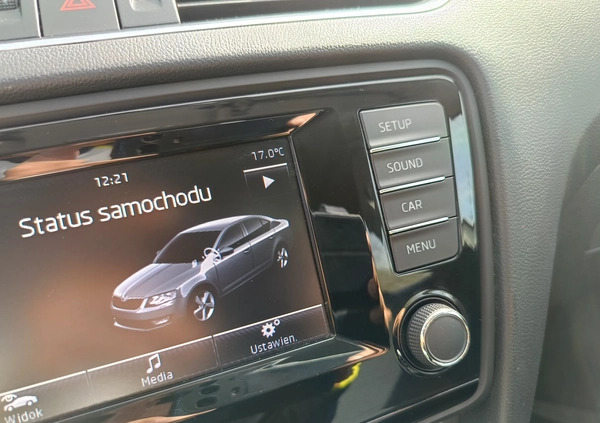 12:21
17.0°C
Status samochodu
Widok
Media
Ustawien.
SETUP
SOUND
CAR
MENU